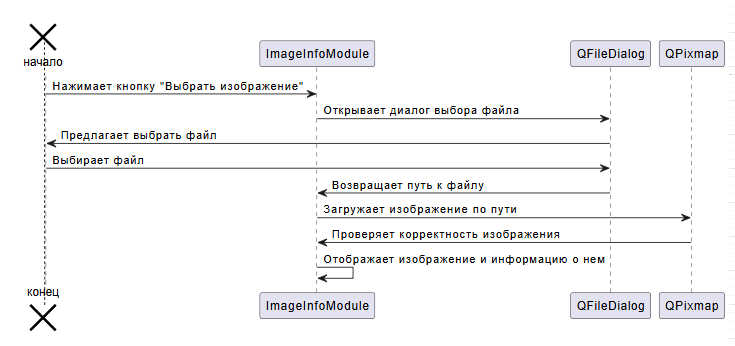 начало
ImageInfoModule
QFileDialog
QPixmap
Нажимает кнопку "Выбрать изображение"
Открывает диалог выбора файла
Предлагает выбрать файл
Выбирает файл
Возвращает путь к файлу
Загружает изображение по пути
Проверяет корректность изображения
Отображает изображение и информацию о нем
конец
ImageInfoModule
QFileDialog
QPixmap